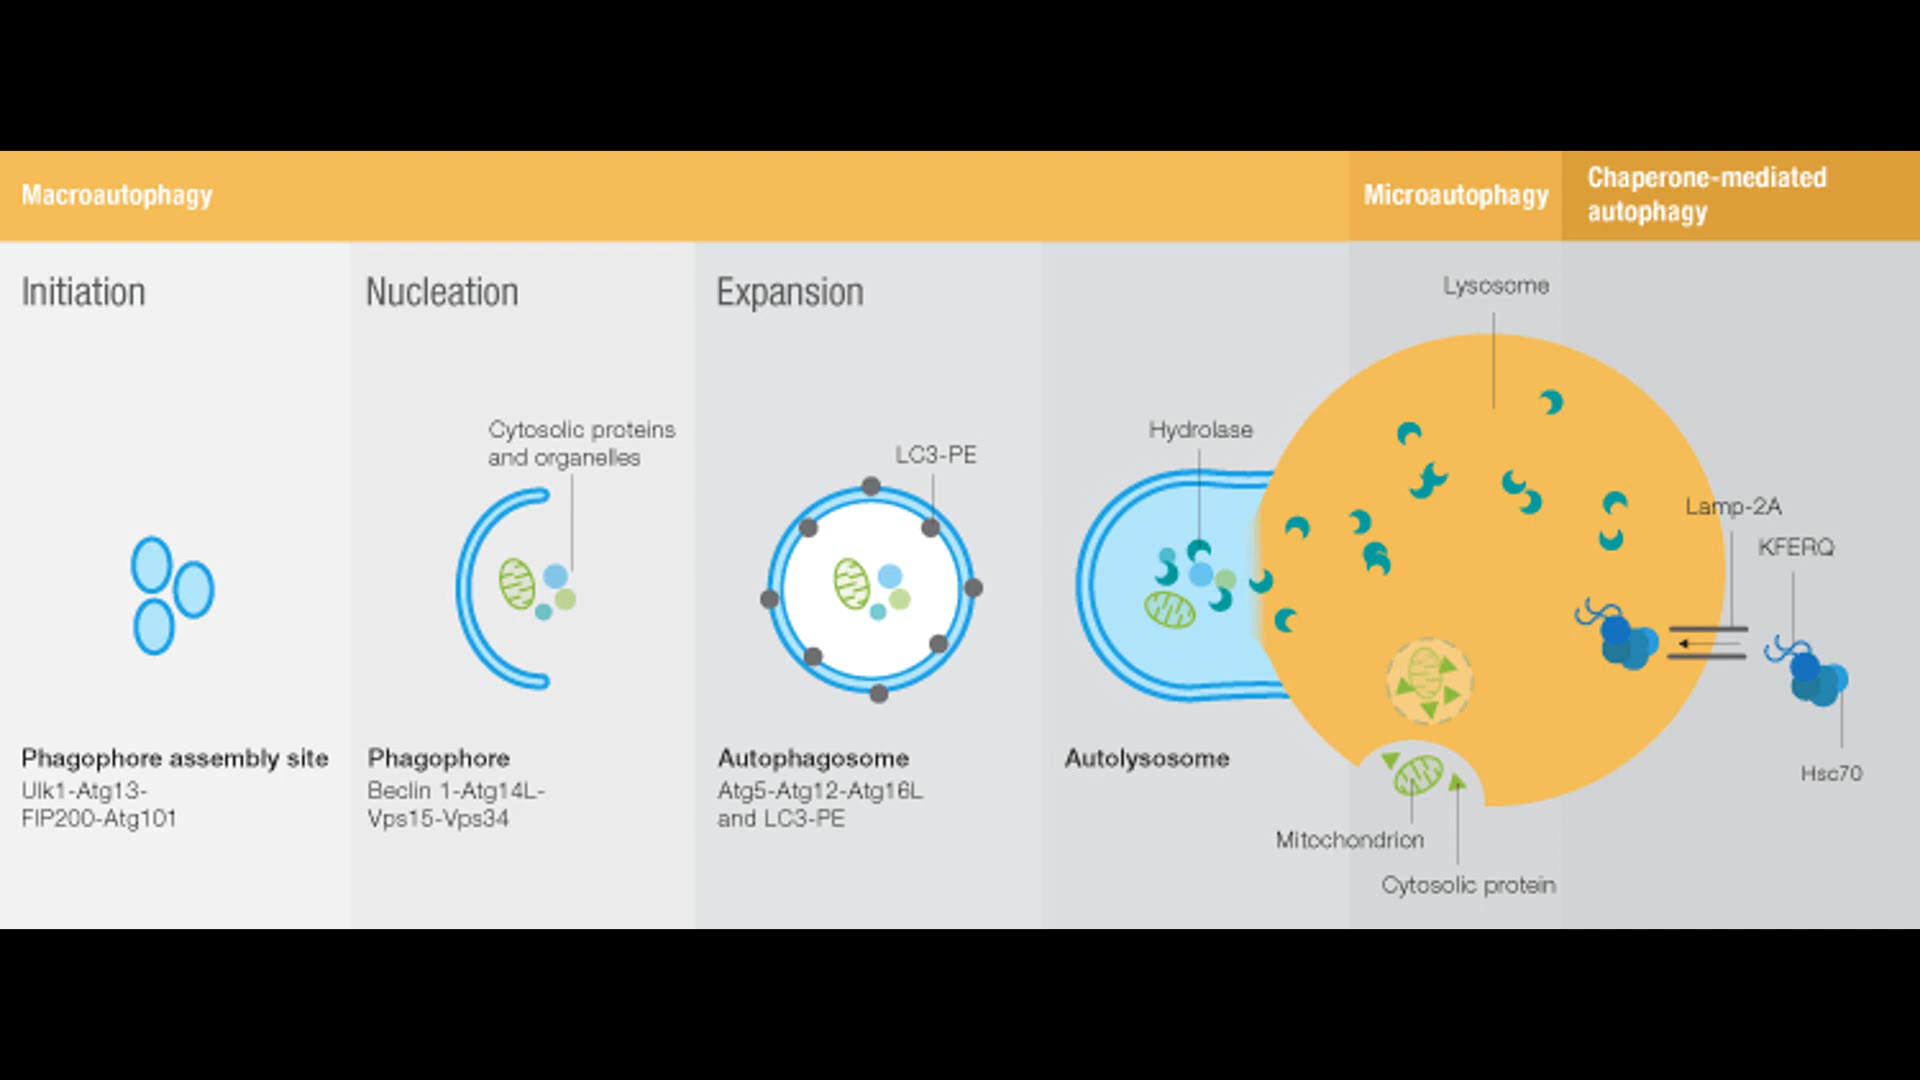 Macroautophagy
Microautophagy
Chaperone-mediated
autophagy
Initiation
Nucleation
Expansion
Lysosome
Cytosolic proteins
and organelles
LC3-PE
Hydrolase
Lamp-2A
KFERQ
Phagophore assembly site
Ulk1-Atg13-
FIP200-Atg101
Phagophore
Beclin 1-Atg14L-
Vps15-Vps34
Autophagosome
Atg5-Atg12-Atg16L
and LC3-PE
Autolysosome
Hsc70
Mitochondrion
Cytosolic protein